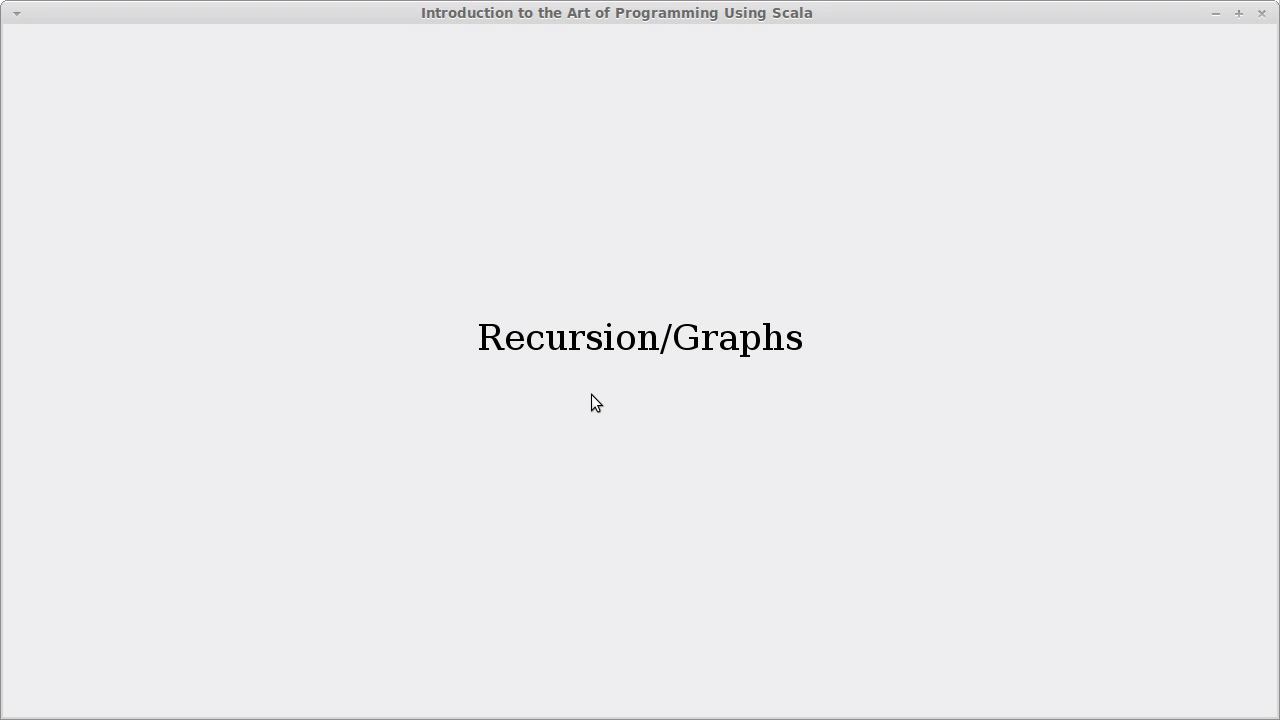 Introduction to the Art of Programming Using Scala
Recursion/Graphs